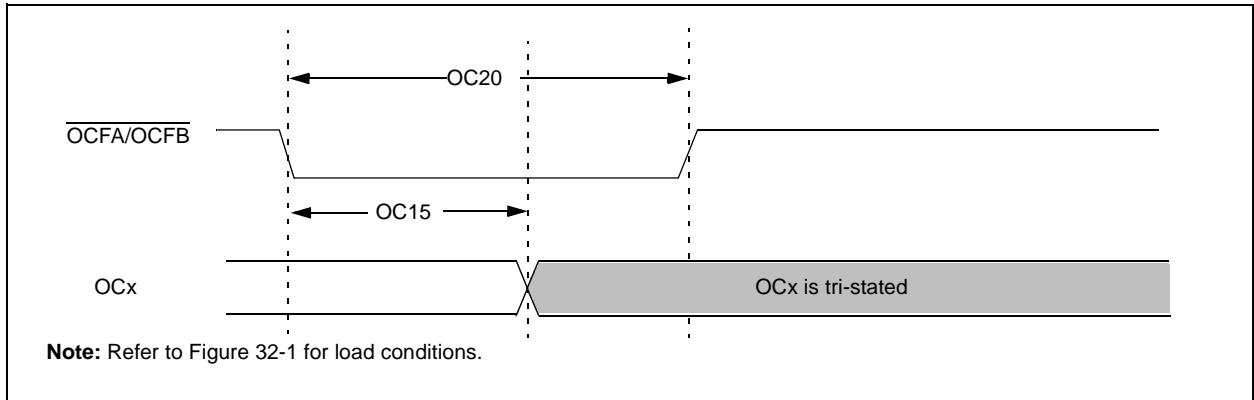 OC20
OCFA/OCFB
OC15
OCx
OCx is tri-stated
Note: Refer to Figure 32-1 for load conditions.